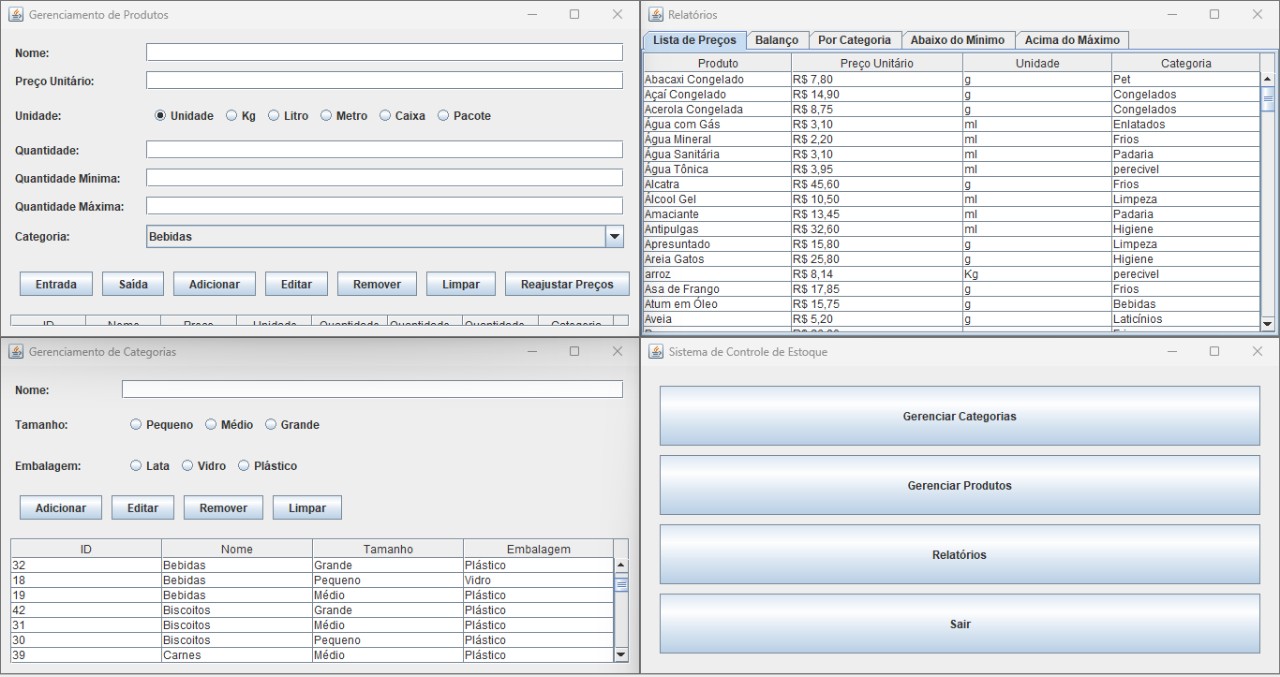 Gerenciamento de Produtos
Nome:
Preço Unitário:
Unidade: Unidade Kg Litro Metro Caixa Pacote
Quantidade:
Quantidade Mínima:
Quantidade Máxima:
Categoria: Bebidas
Entrada Saída Adicionar Editar Remover Limpar Reajustar Preços
ID Nome Preço Unidade Quantidade Quantidade Quantidade Categoria
Relatórios
Lista de Preços Balanço Por Categoria Abaixo do Mínimo Acima do Máximo
Produto Preço Unitário Unidade Categoria
Abacaxi Congelado R$ 7,80 g Pet
Açaí Congelado R$ 14,90 g Congelados
Acerola Congelada R$ 8,75 g Congelados
Água com Gás R$ 3,10 ml Enlatados
Água Mineral R$ 2,20 ml Frios
Água Sanitária R$ 3,10 ml Padaria
Água Tônica R$ 3,95 ml perecivel
Alcatra R$ 45,60 g Frios
Álcool Gel R$ 10,50 ml Limpeza
Amaciante R$ 13,45 ml Padaria
Antipulgas R$ 32,60 ml Higiene
Apresuntado R$ 15,80 g Limpeza
Areia Gatos R$ 25,80 g Higiene
arroz R$ 8,14 Kg perecivel
Asa de Frango R$ 17,85 g Frios
Atum em Óleo R$ 15,75 g Bebidas
Aveia R$ 5,20 g Laticínios
Gerenciamento de Categorias
Nome:
Tamanho: Pequeno Médio Grande
Embalagem: Lata Vidro Plástico
Adicionar Editar Remover Limpar
ID Nome Tamanho Embalagem
32 Bebidas Grande Plástico
18 Bebidas Pequeno Vidro
19 Bebidas Médio Plástico
42 Biscoitos Grande Plástico
31 Biscoitos Médio Plástico
30 Biscoitos Pequeno Plástico
39 Carnes Médio Plástico
Sistema de Controle de Estoque
Gerenciar Categorias
Gerenciar Produtos
Relatórios
Sair